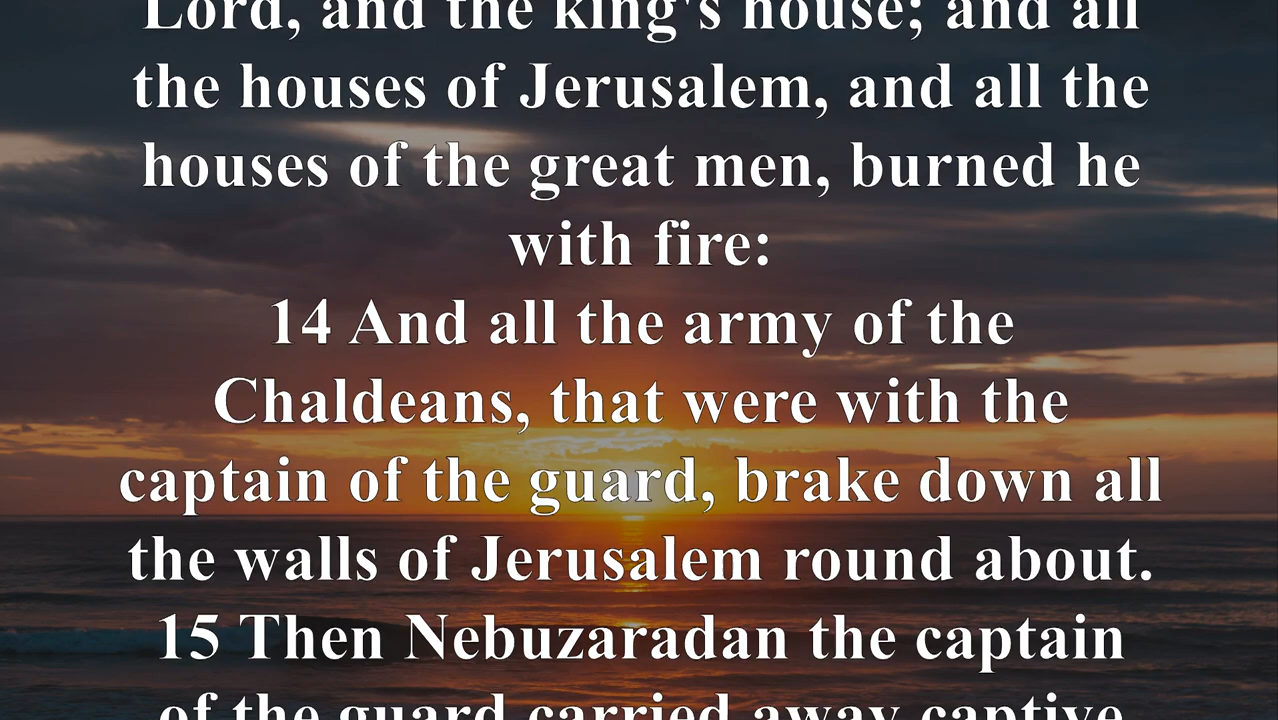 Lord, and the king's house; and all
the houses of Jerusalem, and all the
houses of the great men, burned he
with fire:
14 And all the army of the
Chaldeans, that were with the
captain of the guard, brake down all
the walls of Jerusalem round about.
15 Then Nebuzaradan the captain
of the guard carried away captive